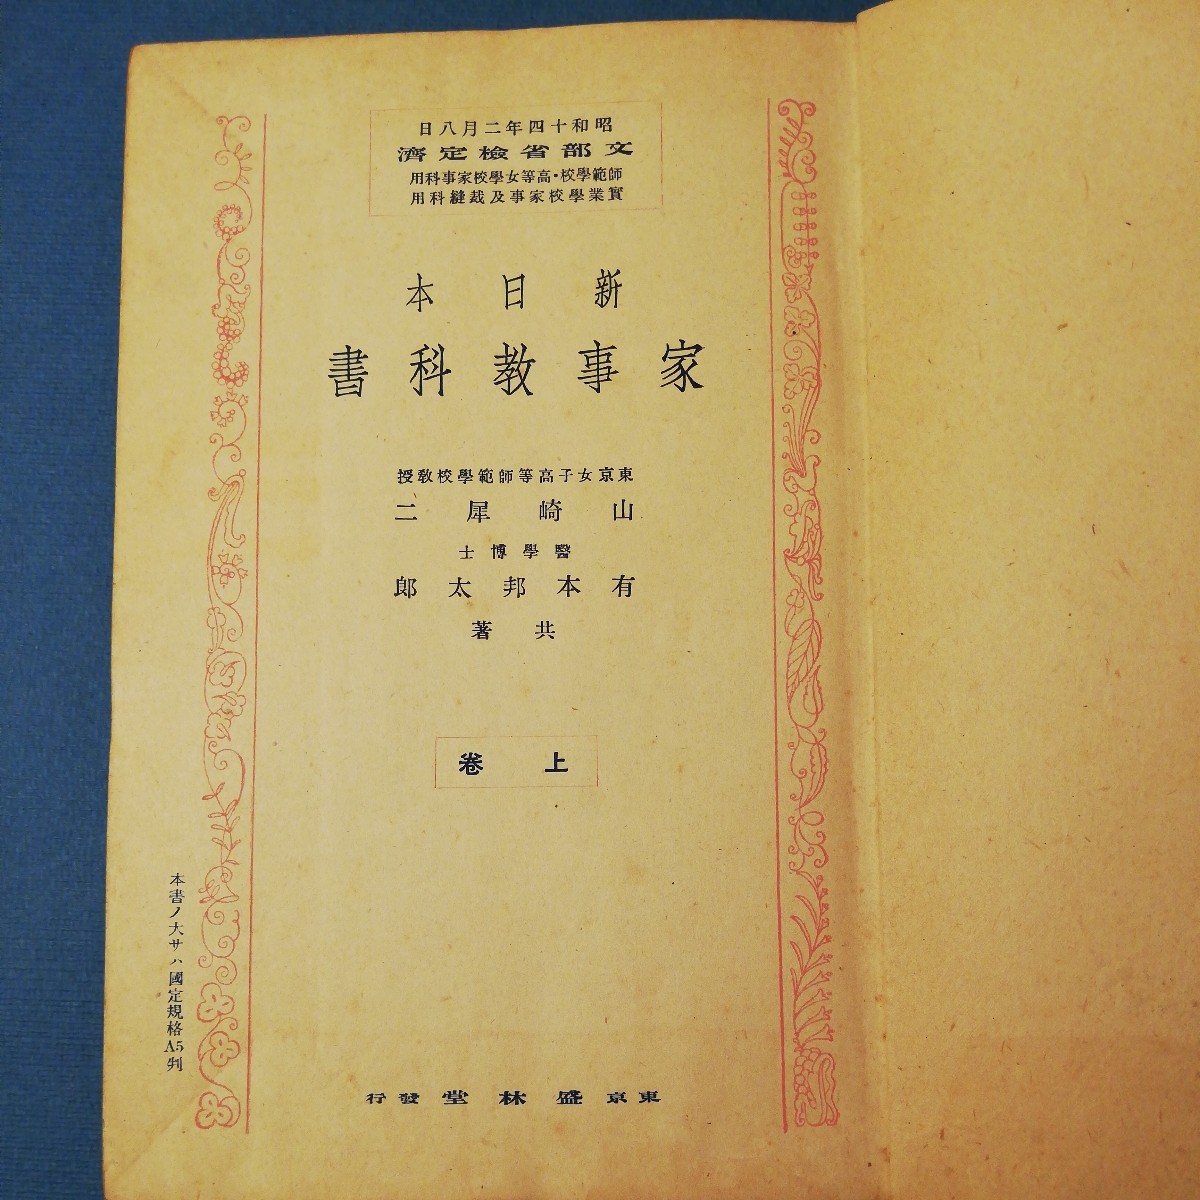 昭和十四年二月八日
文部省檢定濟
師範學校・高等女學校家事科用
實業學校家事及裁縫科用
新日本
家事教科書
東京女子高等師範學校教授
山崎犀二
醫學博士
有本邦太郎
共著
上卷
東京盛林堂發行
本書ノ大サハ國定規格A5判